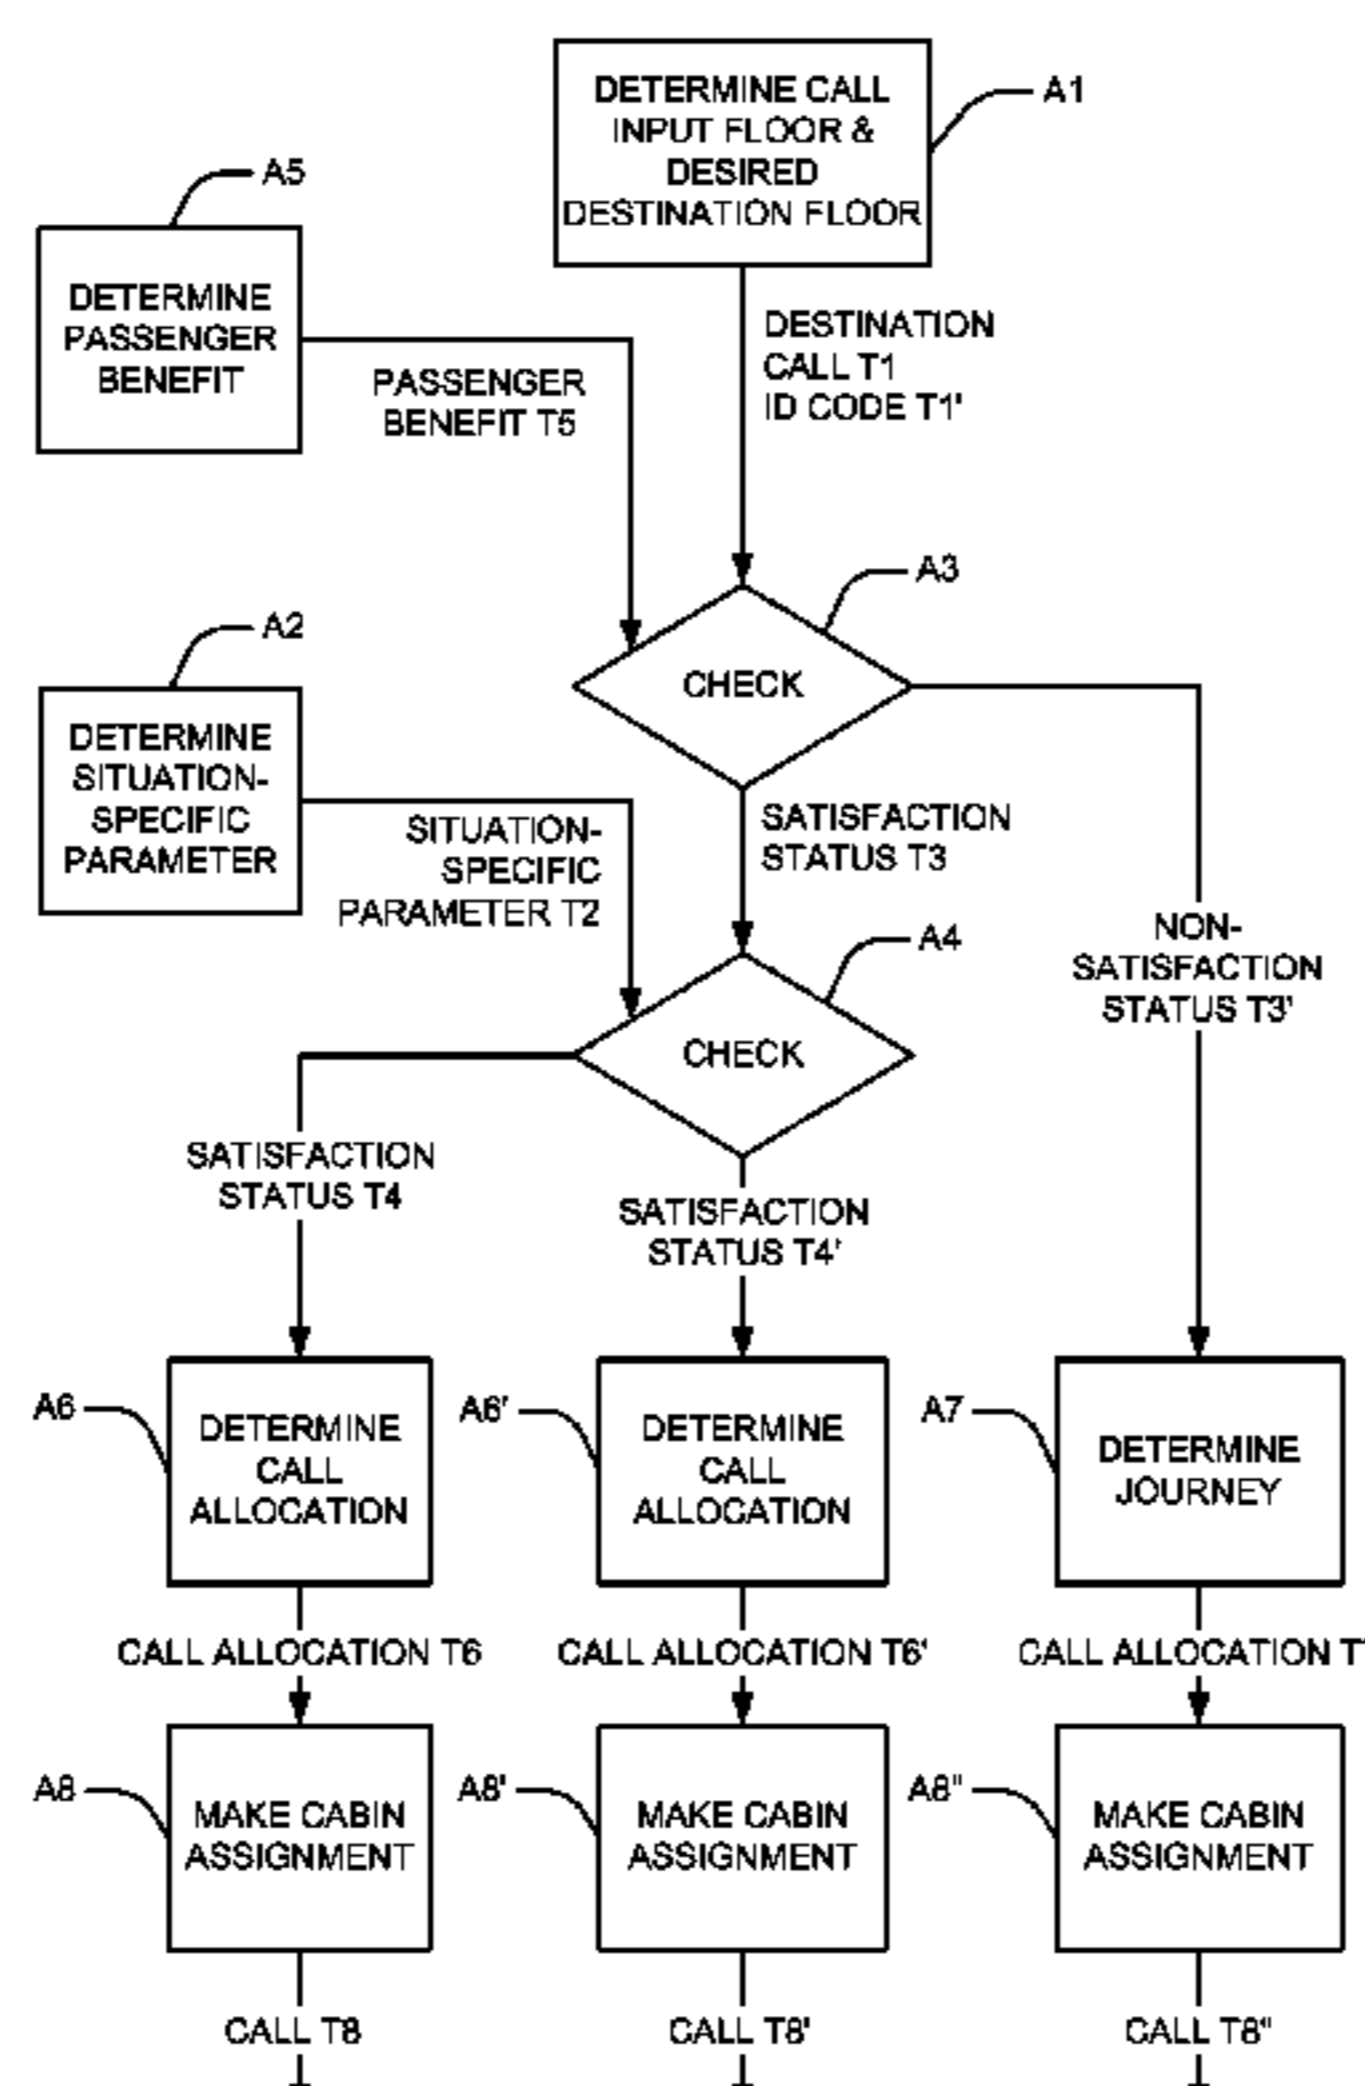 DETERMINE CALL
INPUT FLOOR &
DESIRED
DESTINATION FLOOR
A1
A5
DETERMINE
PASSENGER
BENEFIT
PASSENGER
BENEFIT T5
DESTINATION
CALL T1
ID CODE T1'
A3
CHECK
A2
DETERMINE
SITUATION-
SPECIFIC
PARAMETER
SITUATION-
SPECIFIC
PARAMETER T2
SATISFACTION
STATUS T3
NON-
SATISFACTION
STATUS T3'
A4
CHECK
SATISFACTION
STATUS T4
SATISFACTION
STATUS T4'
A6
DETERMINE
CALL
ALLOCATION
A6'
DETERMINE
CALL
ALLOCATION
A7
DETERMINE
JOURNEY
CALL ALLOCATION T6
CALL ALLOCATION T6'
CALL ALLOCATION
A8
MAKE CABIN
ASSIGNMENT
A8'
MAKE CABIN
ASSIGNMENT
A8"
MAKE CABIN
ASSIGNMENT
CALL T8
CALL T8'
CALL T8"